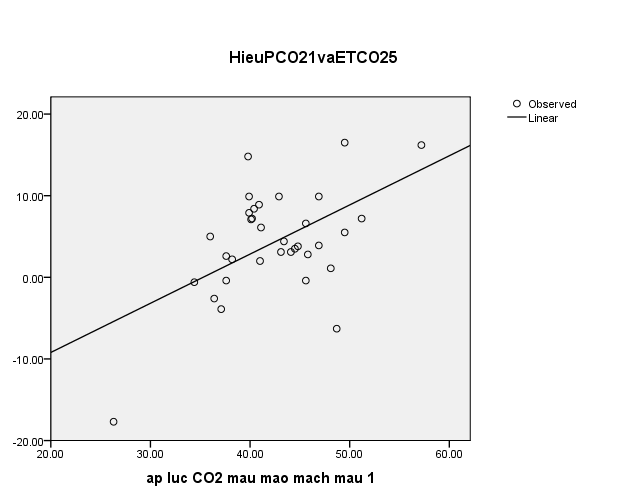 HieuPCO21vaETCO25
Observed
Linear
20.00
10.00
0.00
-10.00
-20.00
20.00 30.00 40.00 50.00 60.00
ap luc CO2 mau mao mach mau 1